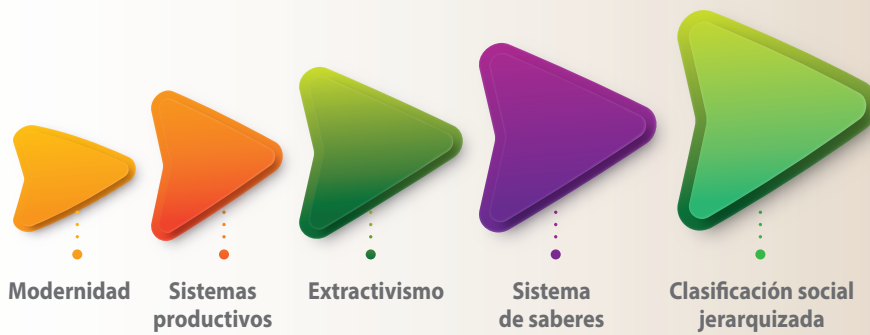 Modernidad
Sistemas
productivos
Extractivismo
Sistema
de saberes
Clasificación social
jerarquizada